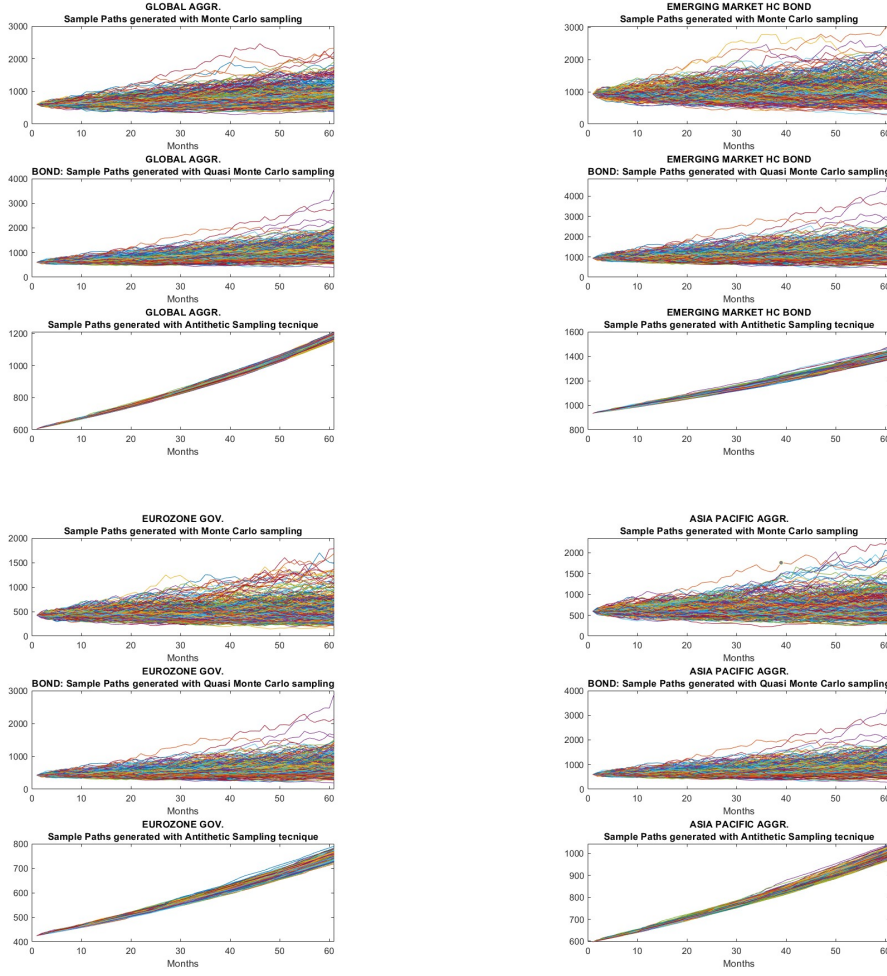 GLOBAL AGGR.
Sample Paths generated with Monte Carlo sampling
3000
2000
1000
0
0 10 20 30 40 50 60
Months
GLOBAL AGGR.
BOND: Sample Paths generated with Quasi Monte Carlo sampling
4000
3000
2000
1000
0
0 10 20 30 40 50 60
Months
GLOBAL AGGR.
Sample Paths generated with Antithetic Sampling tecnique
1200
1000
800
600
0 10 20 30 40 50 60
Months
EMERGING MARKET HC BOND
Sample Paths generated with Monte Carlo sampling
3000
2000
1000
0
0 10 20 30 40 50 60
Months
EMERGING MARKET HC BOND
BOND: Sample Paths generated with Quasi Monte Carlo sampling
4000
3000
2000
1000
0
0 10 20 30 40 50 60
Months
EMERGING MARKET HC BOND
Sample Paths generated with Antithetic Sampling tecnique
1600
1400
1200
1000
800
0 10 20 30 40 50 60
Months
EUROZONE GOV.
Sample Paths generated with Monte Carlo sampling
2000
1500
1000
500
0
0 10 20 30 40 50 60
Months
EUROZONE GOV.
BOND: Sample Paths generated with Quasi Monte Carlo sampling
3000
2000
1000
0
0 10 20 30 40 50 60
Months
EUROZONE GOV.
Sample Paths generated with Antithetic Sampling tecnique
800
700
600
500
400
0 10 20 30 40 50 60
Months
ASIA PACIFIC AGGR.
Sample Paths generated with Monte Carlo sampling
2000
1500
1000
500
0
0 10 20 30 40 50 60
Months
ASIA PACIFIC AGGR.
BOND: Sample Paths generated with Quasi Monte Carlo sampling
4000
3000
2000
1000
0
0 10 20 30 40 50 60
Months
ASIA PACIFIC AGGR.
Sample Paths generated with Antithetic Sampling tecnique
1000
900
800
700
600
0 10 20 30 40 50 60
Months